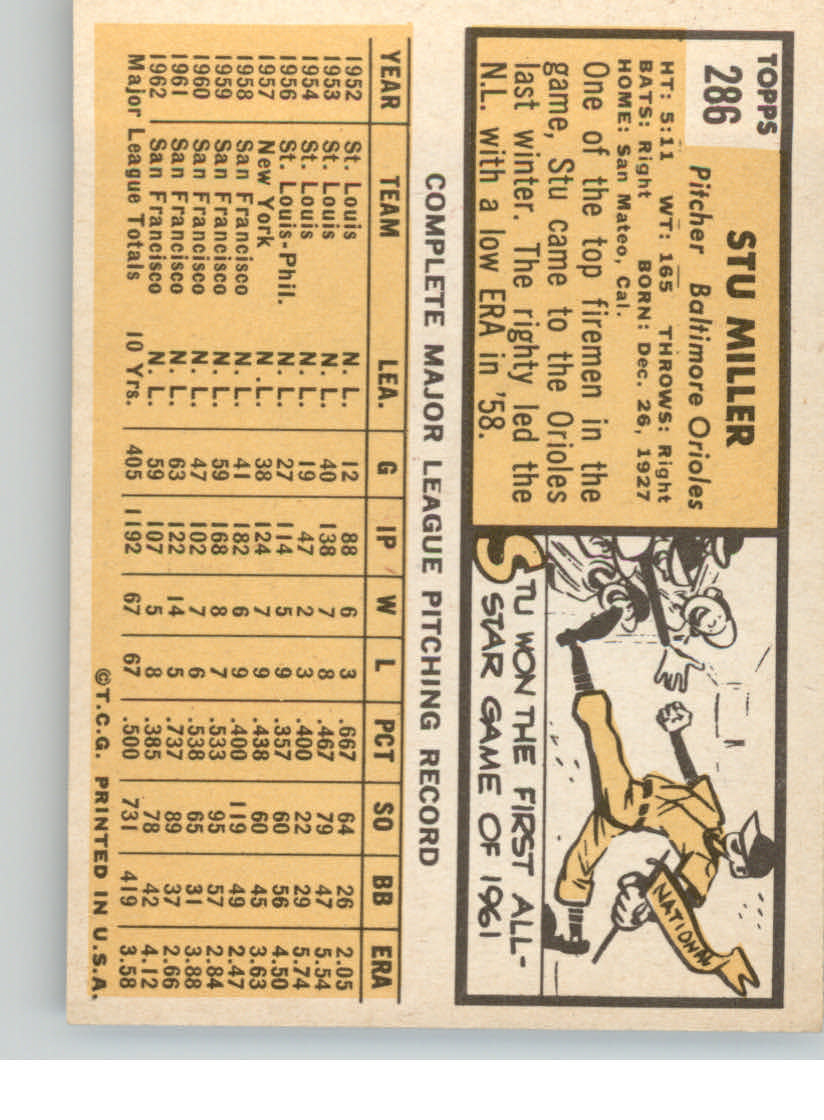 TOPPS
286
STU MILLER
Pitcher Baltimore Orioles
HT: 5:11 WT: 165 THROWS: Right
BATS: Right BORN: Dec. 26, 1927
HOME: San Mateo, Cal.
One of the top firemen in the
game, Stu came to the Orioles
last winter. The righty led the
N.L. with a low ERA in '58.
NATIONAL
STU WON THE FIRST ALL-
STAR GAME OF 1961
COMPLETE MAJOR LEAGUE PITCHING RECORD
YEAR TEAM LEA. G IP W L PCT SO BB ERA
1952 St. Louis N. L. 12 88 6 3 .667 64 26 2.05
1953 St. Louis N. L. 40 138 7 8 .467 79 47 5.54
1954 St. Louis N. L. 19 47 2 3 .400 22 29 5.74
1956 St. Louis-Phil. N. L. 27 114 5 9 .357 60 56 4.50
1957 New York N .L. 38 124 7 9 .438 60 45 3.63
1958 San Francisco N. L. 41 182 6 9 .400 119 49 2.47
1959 San Francisco N. L. 59 168 8 7 .533 95 57 2.84
1960 San Francisco N. L. 47 102 7 6 .538 65 31 3.88
1961 San Francisco N. L. 63 122 14 5 .737 89 37 2.66
1962 San Francisco N. L. 59 107 5 8 .385 78 42 4.12
Major League Totals 10 Yrs. 405 1192 67 67 .500 731 419 3.58
©T.C.G. PRINTED IN U.S.A.